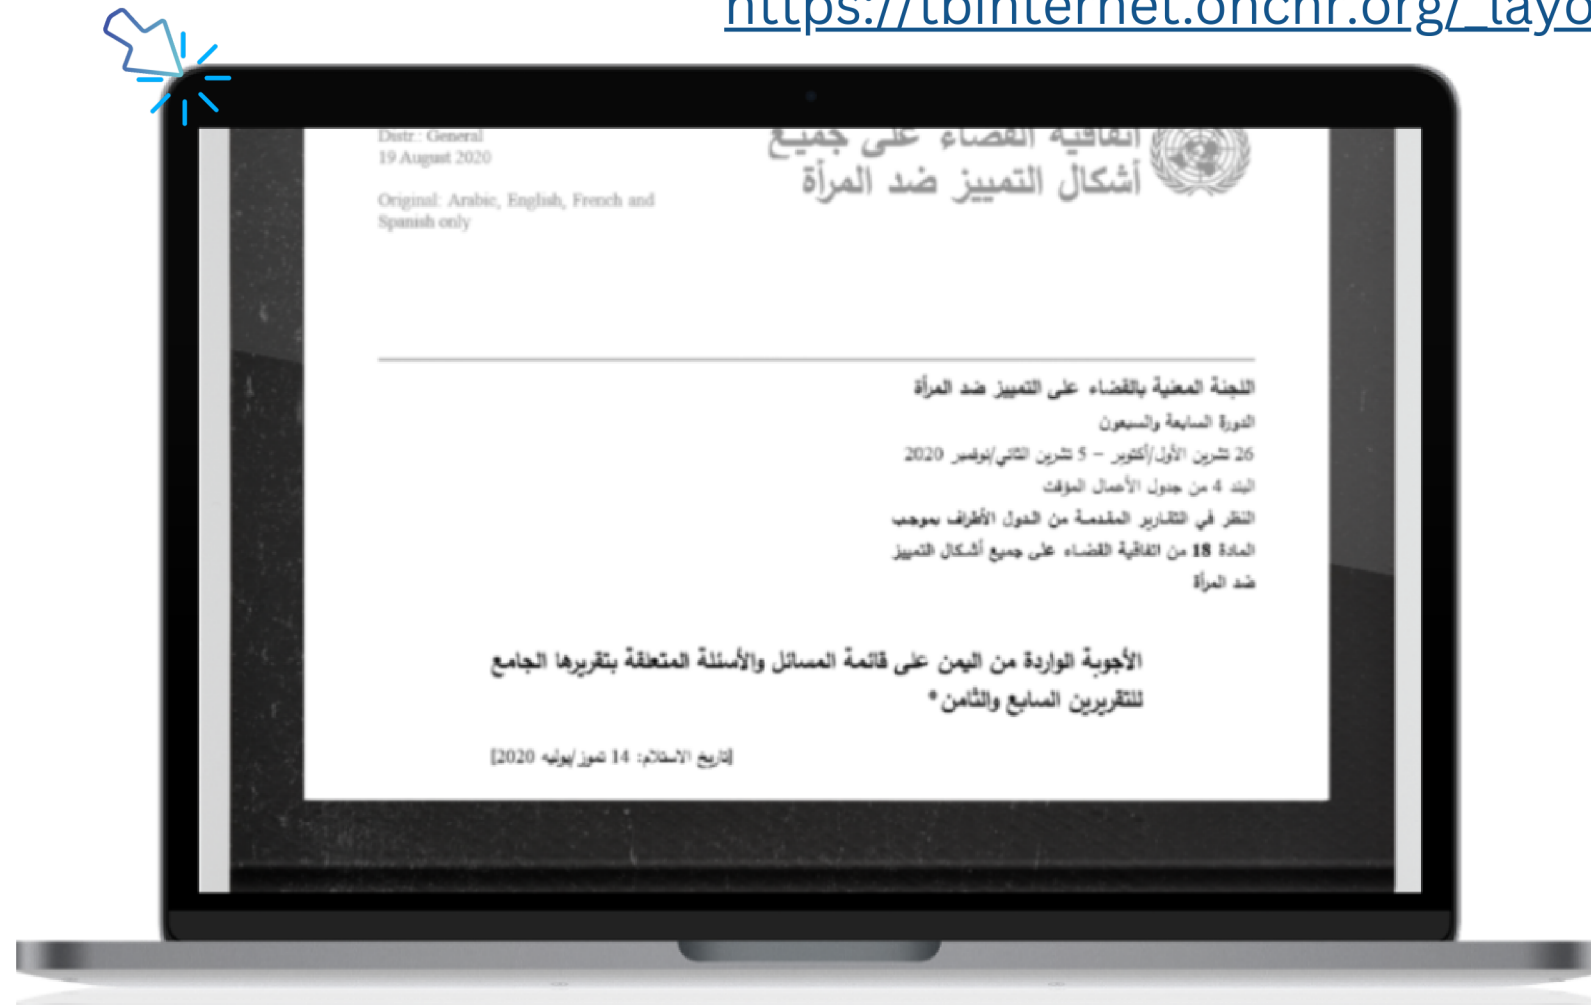 https://tbinternet.ohchr.org/_layo
Distr.: General
19 August 2020
Original: Arabic, English, French and
Spanish only
اتفاقية القضاء على جميع
أشكال التمييز ضد المرأة
اللجنة المعنية بالقضاء على التمييز ضد المرأة
الدورة السابعة والسبعون
26 تشرين الأول/أكتوبر – 5 تشرين الثاني/نوفمبر 2020
البند 4 من جدول الأعمال المؤقت
النظر في التقارير المقدمة من الدول الأطراف بموجب
المادة 18 من اتفاقية القضاء على جميع أشكال التمييز
ضد المرأة
الأجوبة الواردة من اليمن على قائمة المسائل والأسئلة المتعلقة بتقريرها الجامع
للتقريرين السابع والثامن*
[تاريخ الاستلام: 14 تموز/يوليه 2020]